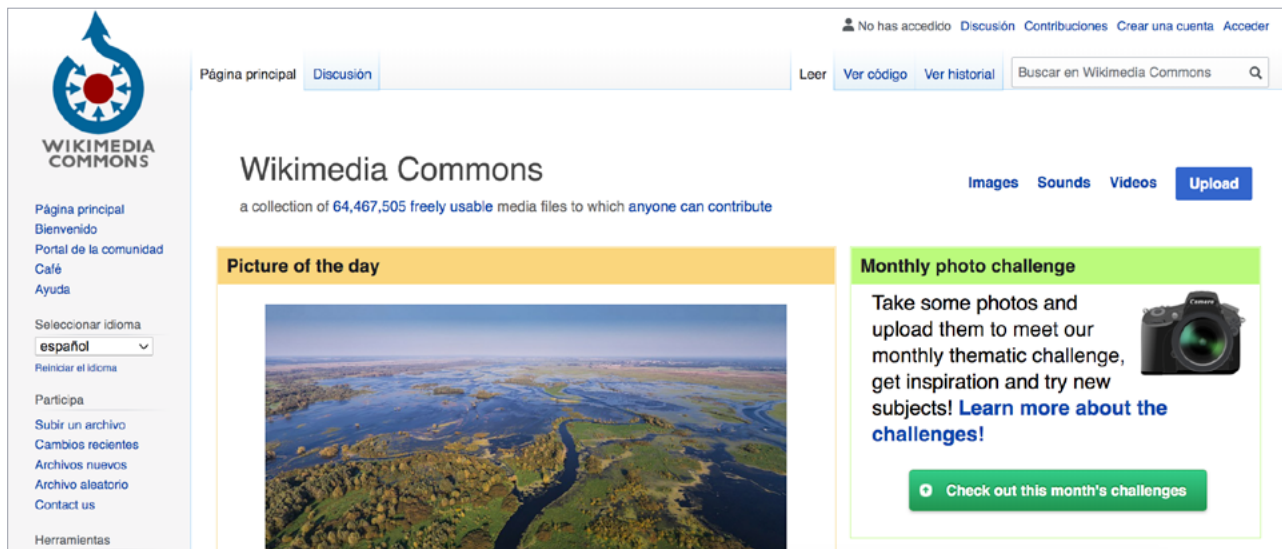 No has accedido Discusión Contribuciones Crear una cuenta Acceder
Página principal Discusión Leer Ver código Ver historial Buscar en Wikimedia Commons
WIKIMEDIA
COMMONS
Página principal
Bienvenido
Portal de la comunidad
Café
Ayuda
Seleccionar idioma
español
Reiniciar el idioma
Participa
Subir un archivo
Cambios recientes
Archivos nuevos
Archivo aleatorio
Contact us
Herramientas
Wikimedia Commons
a collection of 64,467,505 freely usable media files to which anyone can contribute
Images Sounds Videos Upload
Picture of the day
Monthly photo challenge
Take some photos and
upload them to meet our
monthly thematic challenge,
get inspiration and try new
subjects! Learn more about the
challenges!
Camera
Check out this month's challenges